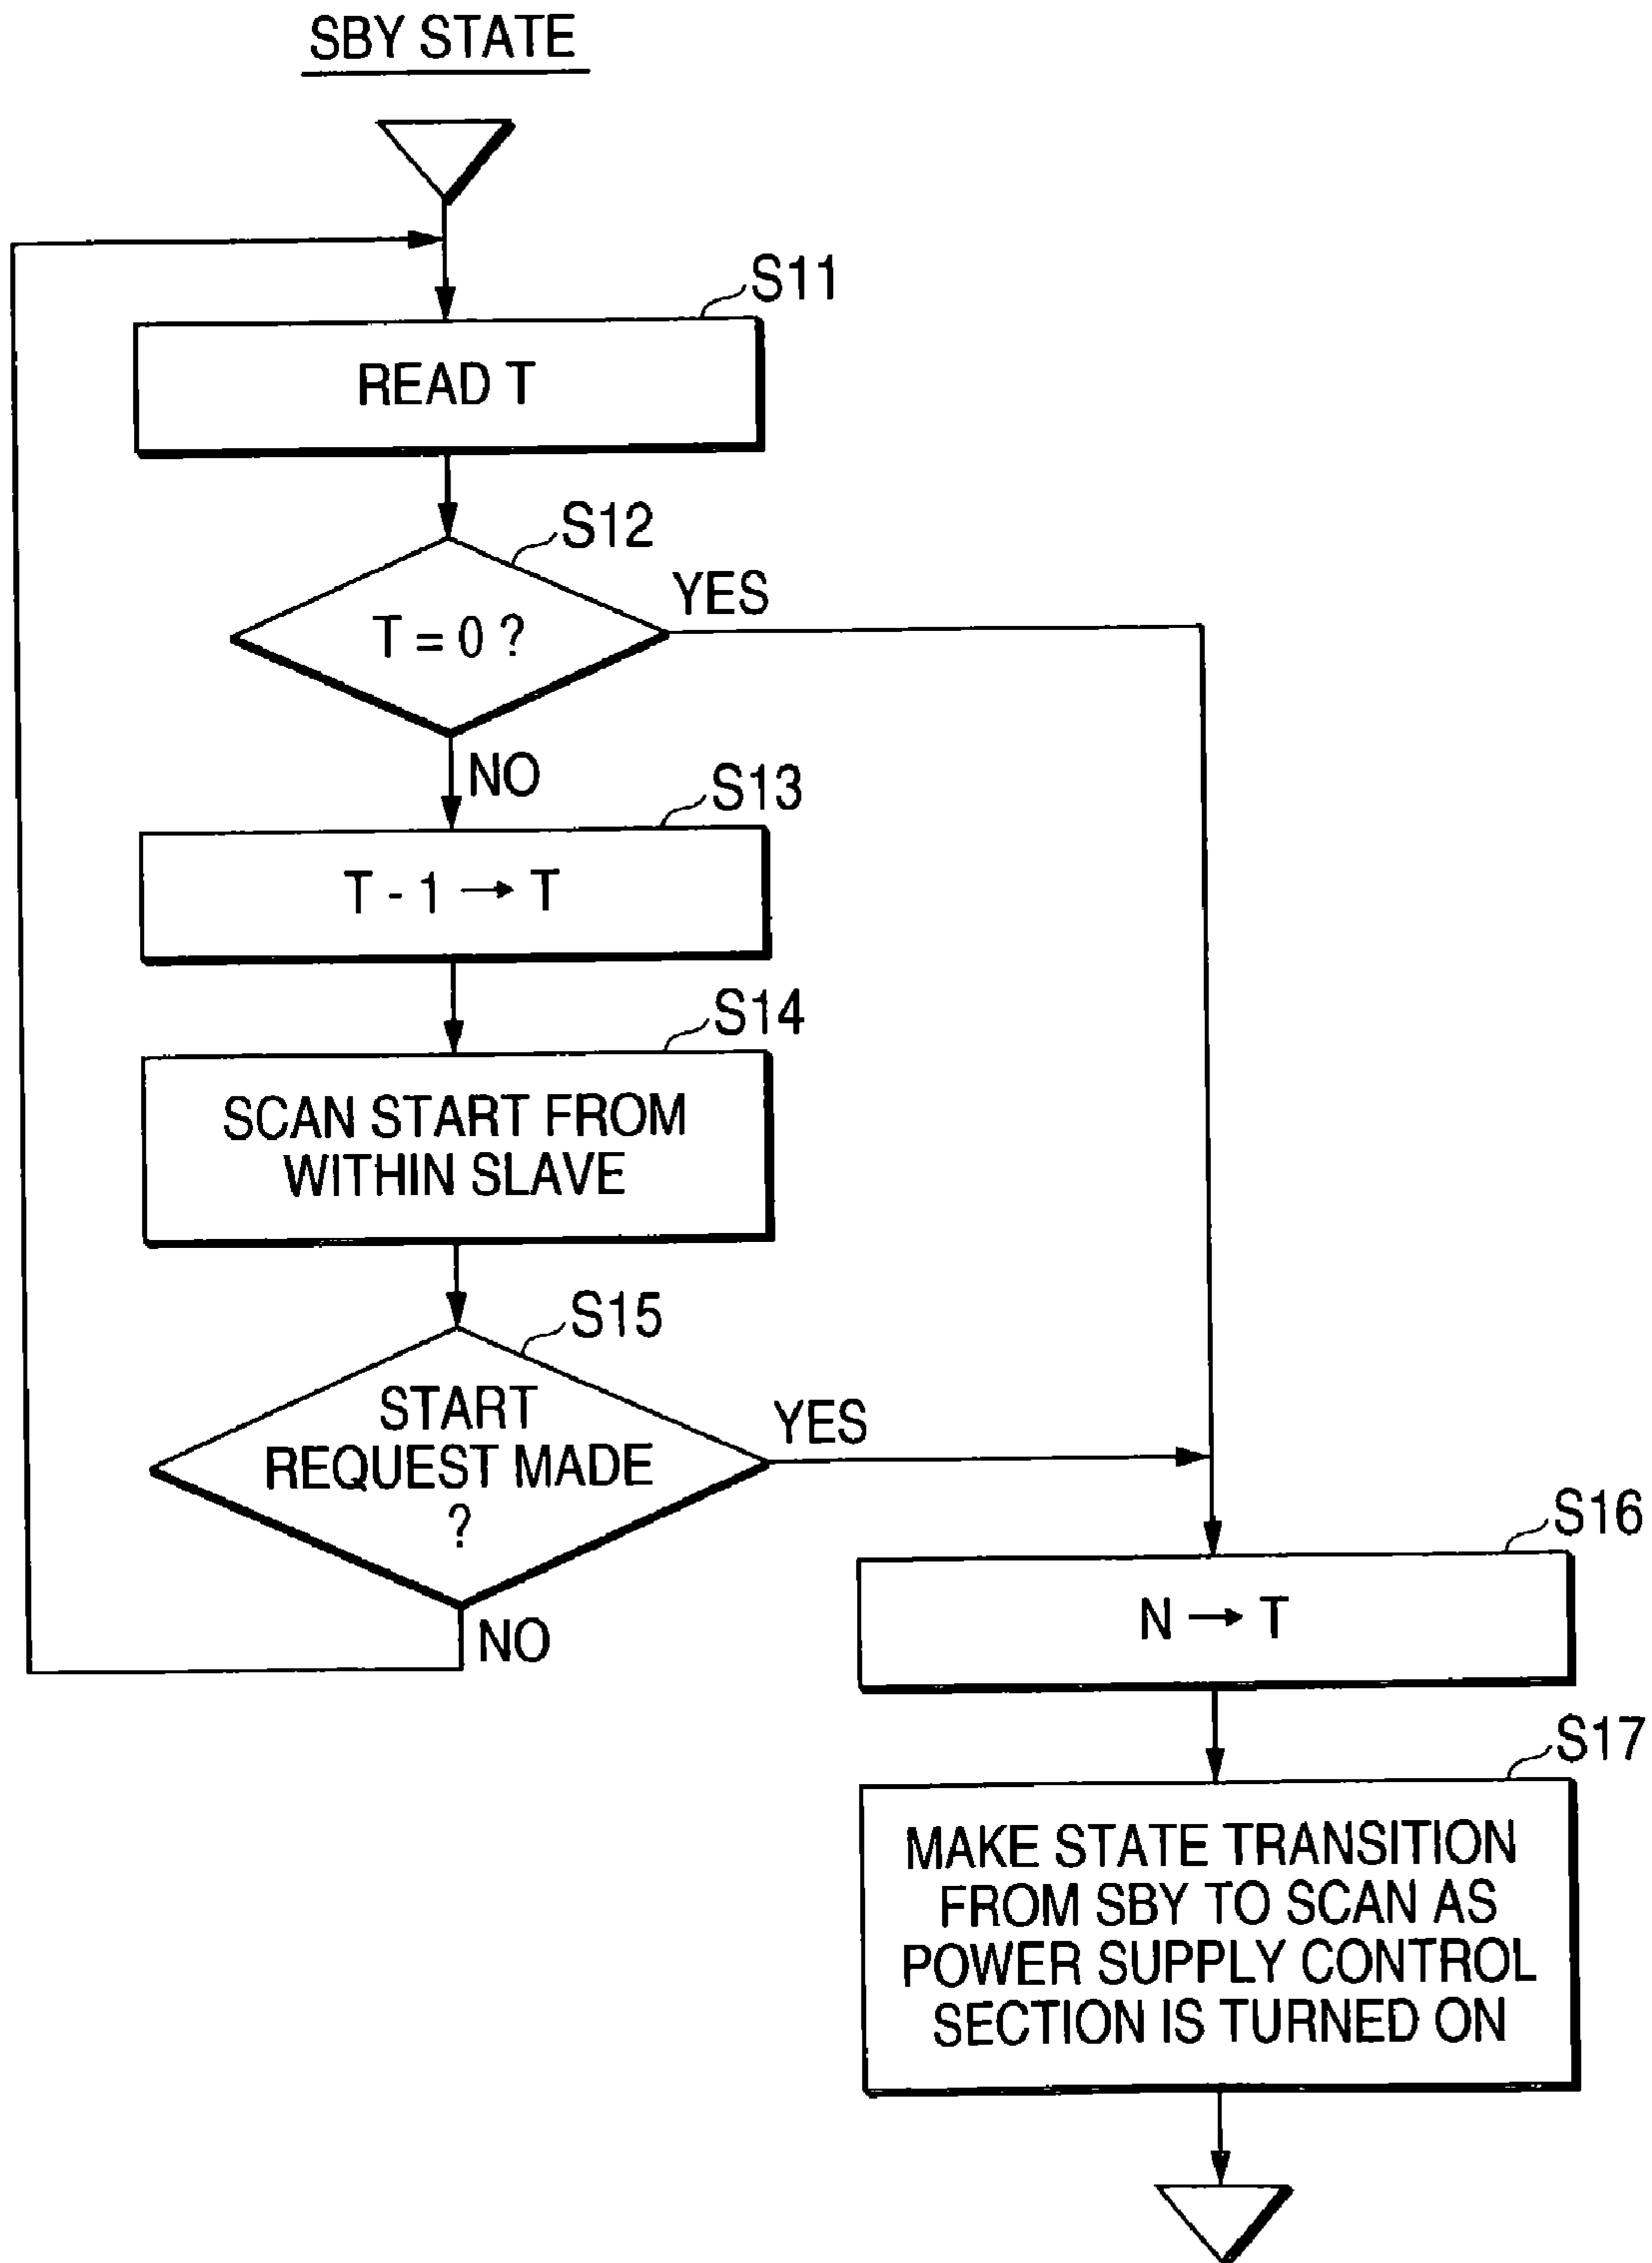 SBY STATE
S11
READ T
S12
T = 0 ?
YES
NO
S13
T - 1 → T
S14
SCAN START FROM
WITHIN SLAVE
S15
START
REQUEST MADE
?
YES
NO
S16
N → T
S17
MAKE STATE TRANSITION
FROM SBY TO SCAN AS
POWER SUPPLY CONTROL
SECTION IS TURNED ON